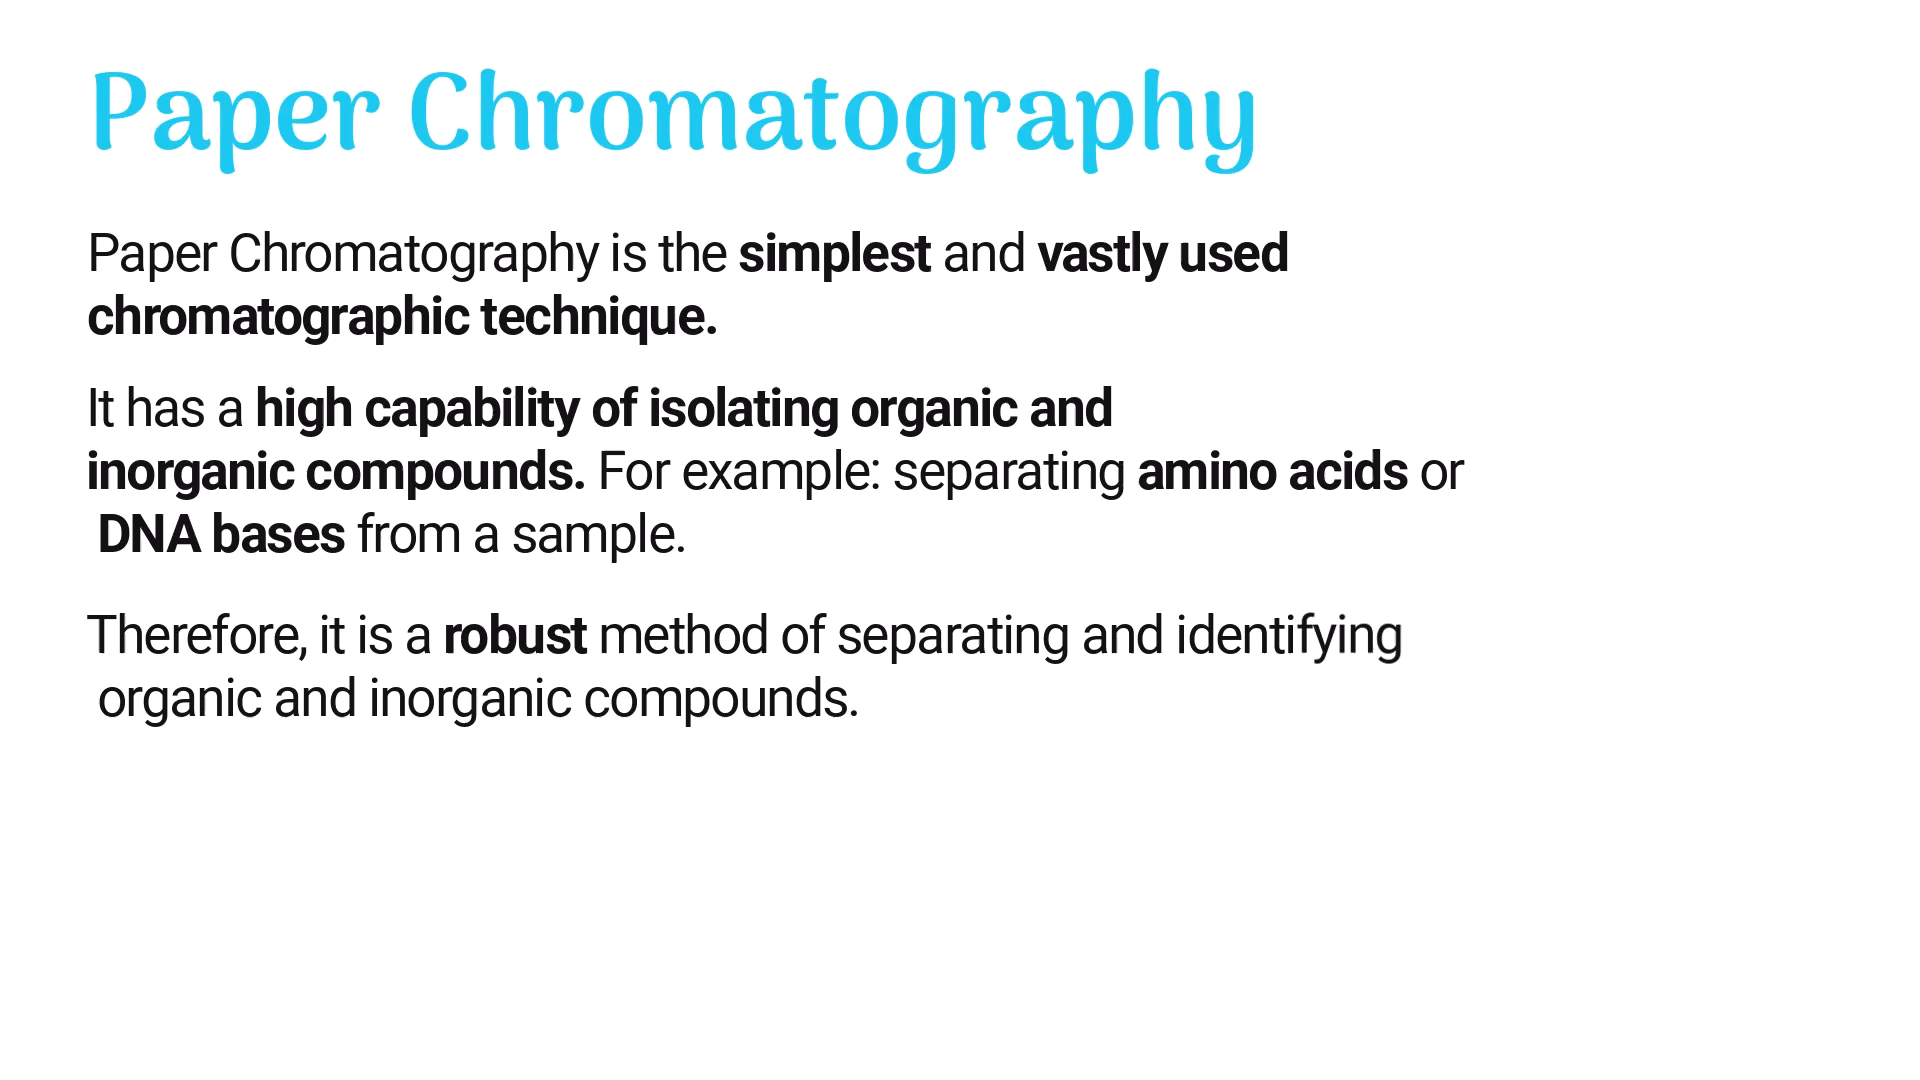 Paper Chromatography
Paper Chromatography is the simplest and vastly used
chromatographic technique.
It has a high capability of isolating organic and
inorganic compounds. For example: separating amino acids or
DNA bases from a sample.
Therefore, it is a robust method of separating and identifying
organic and inorganic compounds.